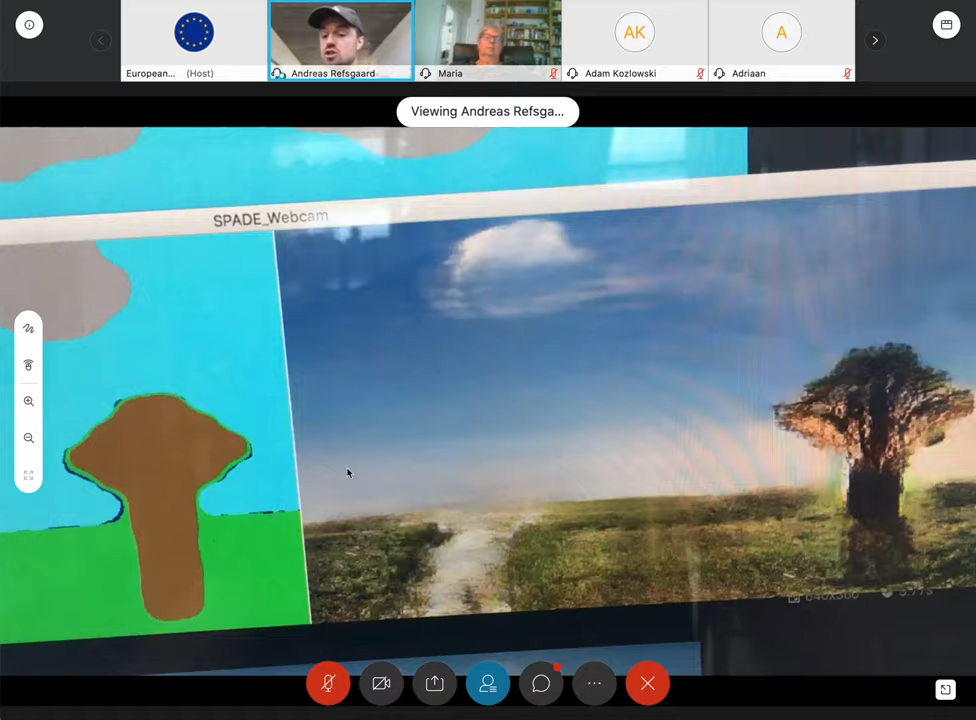 European... (Host)
Andreas Refsgaard
Maria
AK
Adam Kozlowski
A
Adriaan
Viewing Andreas Refsga...
SPADE_Webcam